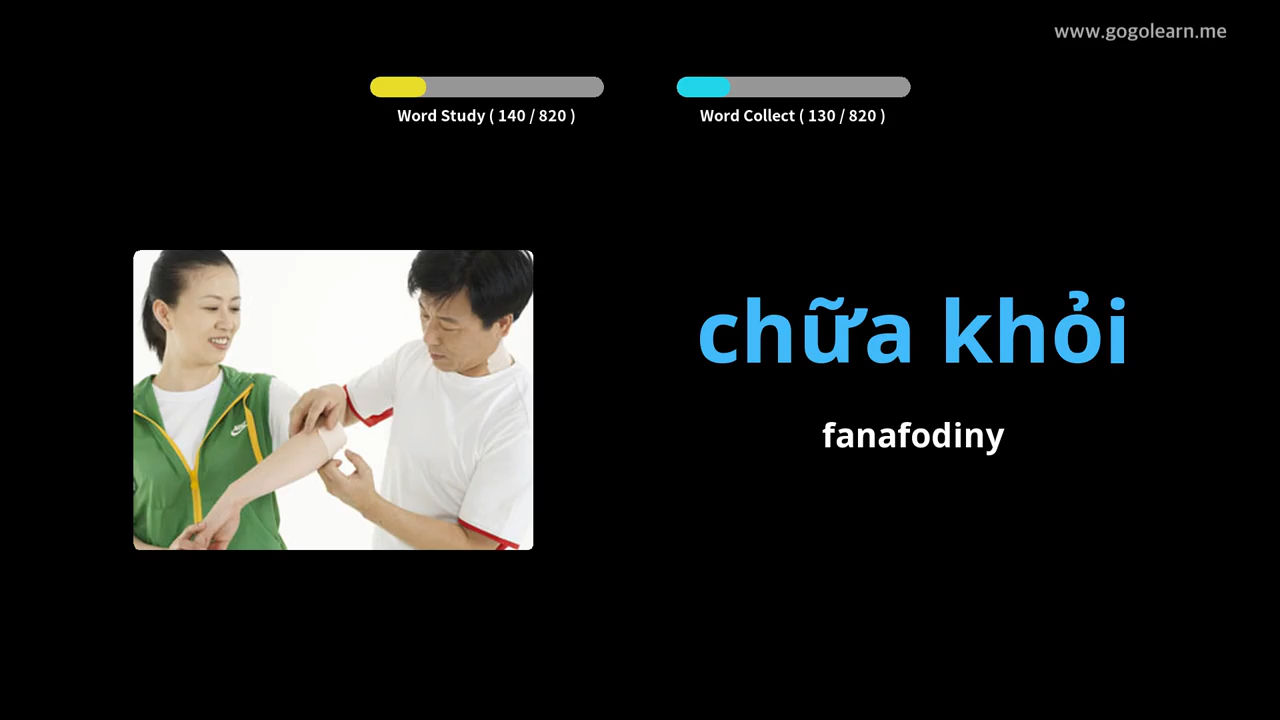 www.gogolearn.me
Word Study ( 140 / 820 )
Word Collect ( 130 / 820 )
chữa khỏi
fanafodiny